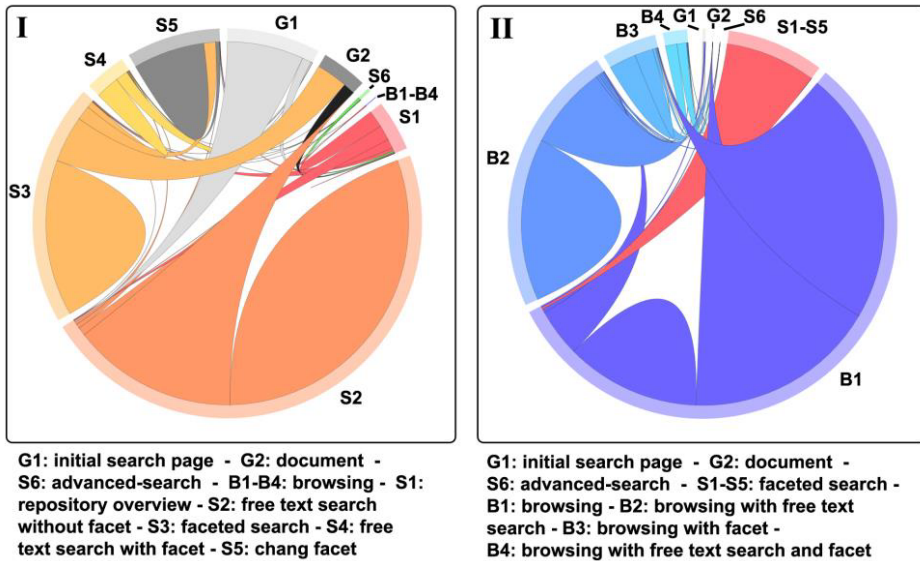 I
S5
G1
S4
G2
S6
B1-B4
S1
S3
S2
G1: initial search page - G2: document -
S6: advanced-search - B1-B4: browsing - S1:
repository overview - S2: free text search
without facet - S3: faceted search - S4: free
text search with facet - S5: chang facet
II
B4
G1
G2
S6
S1-S5
B3
B2
B1
G1: initial search page - G2: document -
S6: advanced-search - S1-S5: faceted search -
B1: browsing - B2: browsing with free text
search - B3: browsing with facet -
B4: browsing with free text search and facet